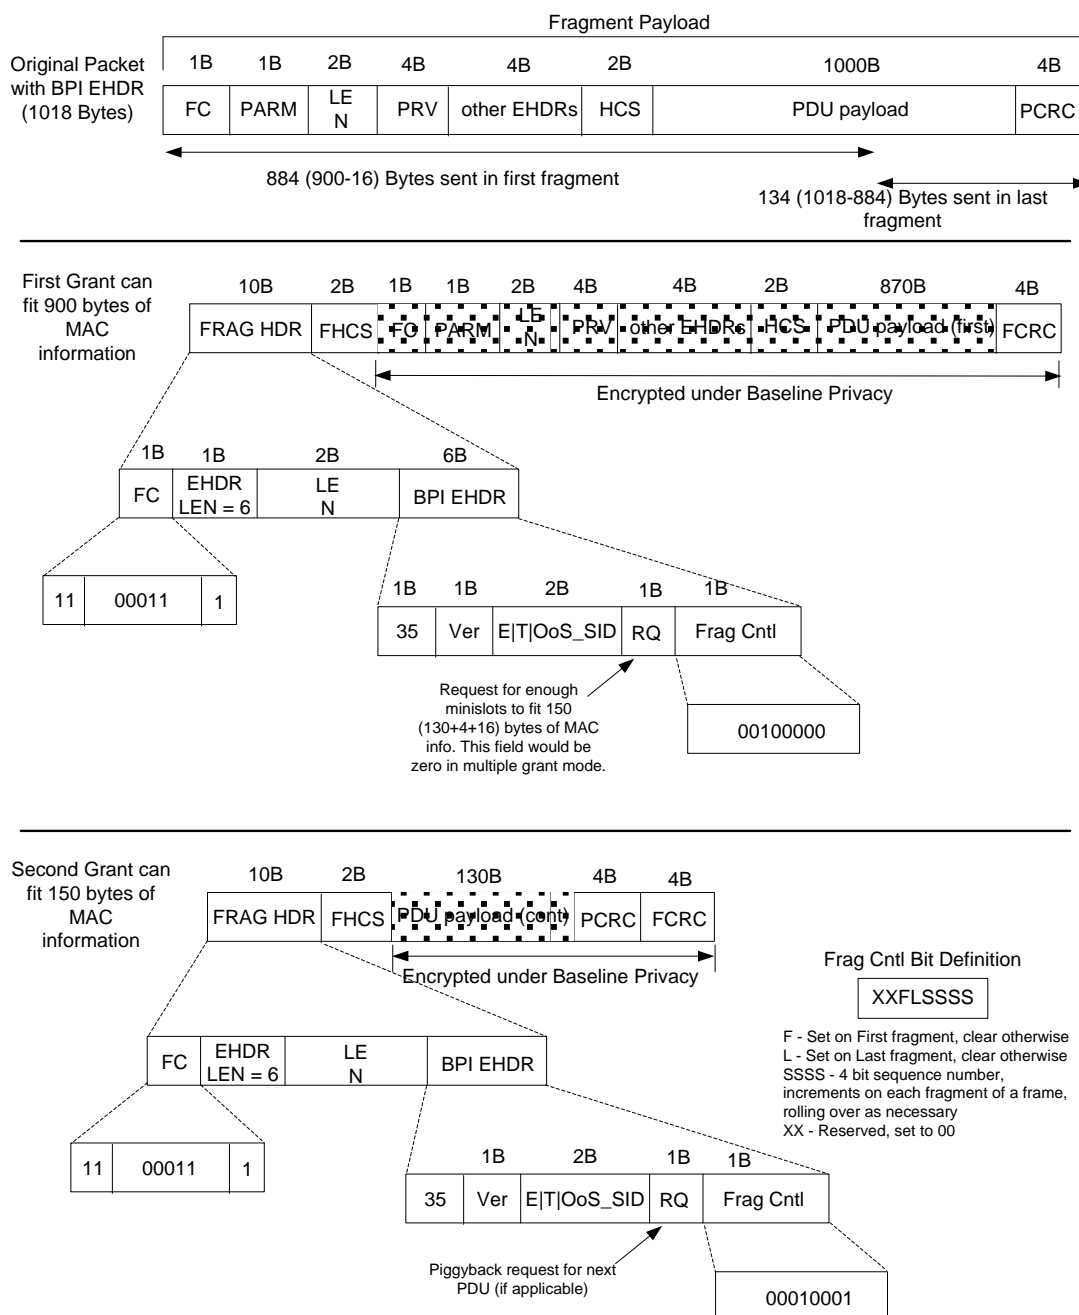 Fragment Payload
Original Packet
with BPI EHDR
(1018 Bytes)
1B 1B 2B 4B 4B 2B 1000B 4B
FC PARM LE
N PRV other EHDRs HCS PDU payload PCRC
884 (900-16) Bytes sent in first fragment
134 (1018-884) Bytes sent in last
fragment
First Grant can
fit 900 bytes of
MAC
information
10B 2B 1B 1B 2B 4B 4B 2B 870B 4B
FRAG HDR FHCS FC PARM LE
N PRV other EHDRs HCS PDU payload (first) FCRC
Encrypted under Baseline Privacy
1B 1B 2B 6B
FC EHDR
LEN = 6 LE
N BPI EHDR
11 00011 1
1B 1B 2B 1B 1B
35 Ver E|T|OoS_SID RQ Frag Cntl
Request for enough
minislots to fit 150
(130+4+16) bytes of MAC
info. This field would be
zero in multiple grant mode.
00100000
Second Grant can
fit 150 bytes of
MAC
information
10B 2B 130B 4B 4B
FRAG HDR FHCS PDU payload (cont) PCRC FCRC
Encrypted under Baseline Privacy
FC EHDR
LEN = 6 LE
N BPI EHDR
11 00011 1
1B 2B 1B 1B
35 Ver E|T|OoS_SID RQ Frag Cntl
Piggyback request for next
PDU (if applicable)
00010001
Frag Cntl Bit Definition
XXFLSSSS
F - Set on First fragment, clear otherwise
L - Set on Last fragment, clear otherwise
SSSS - 4 bit sequence number,
increments on each fragment of a frame,
rolling over as necessary
XX - Reserved, set to 00